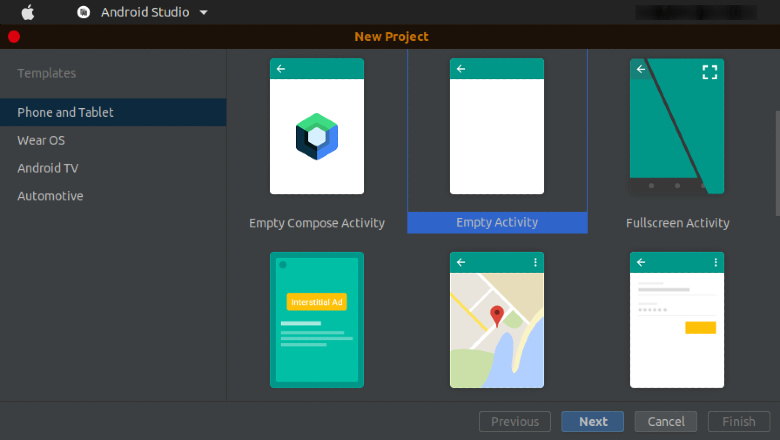 Android Studio
New Project
Templates
Phone and Tablet
Wear OS
Android TV
Automotive
Empty Compose Activity
Empty Activity
Fullscreen Activity
Interstitial Ad
Previous
Next
Cancel
Finish